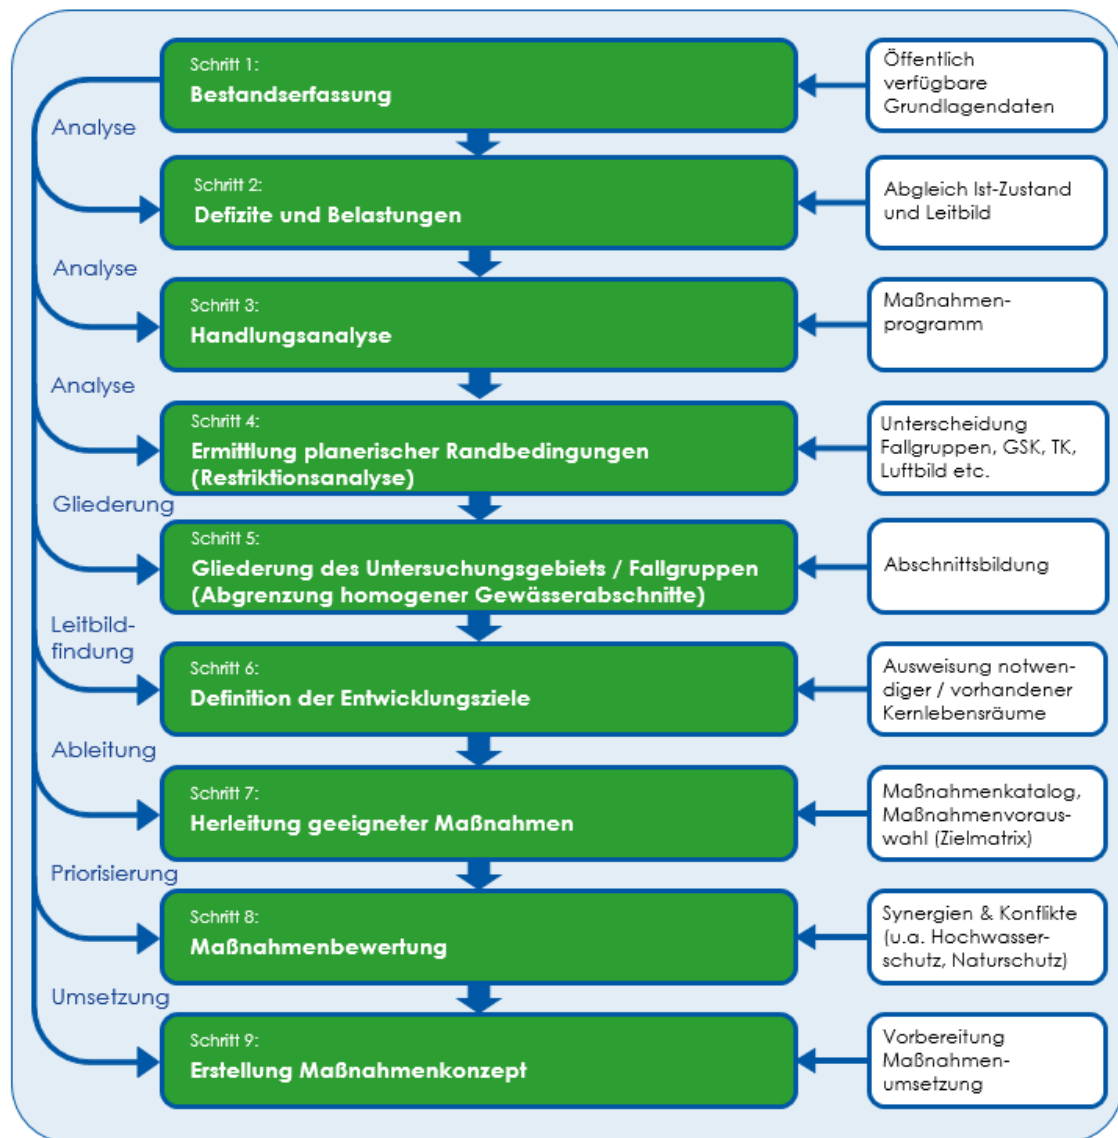 Schritt 1:
Bestandserfassung
Öffentlich
verfügbare
Grundlagendaten
Analyse
Schritt 2:
Defizite und Belastungen
Abgleich Ist-Zustand
und Leitbild
Analyse
Schritt 3:
Handlungsanalyse
Maßnahmen-
programm
Analyse
Schritt 4:
Ermittlung planerischer Randbedingungen
(Restriktionsanalyse)
Unterscheidung
Fallgruppen, GSK, TK,
Luftbild etc.
Gliederung
Schritt 5:
Gliederung des Untersuchungsgebiets / Fallgruppen
(Abgrenzung homogener Gewässerabschnitte)
Abschnittsbildung
Leitbild-
findung
Schritt 6:
Definition der Entwicklungsziele
Ausweisung notwen-
diger / vorhandener
Kernlebensräume
Ableitung
Schritt 7:
Herleitung geeigneter Maßnahmen
Maßnahmenkatalog,
Maßnahmenvoraus-
wahl (Zielmatrix)
Priorisierung
Schritt 8:
Maßnahmenbewertung
Synergien & Konflikte
(u.a. Hochwasser-
schutz, Naturschutz)
Umsetzung
Schritt 9:
Erstellung Maßnahmenkonzept
Vorbereitung
Maßnahmen-
umsetzung